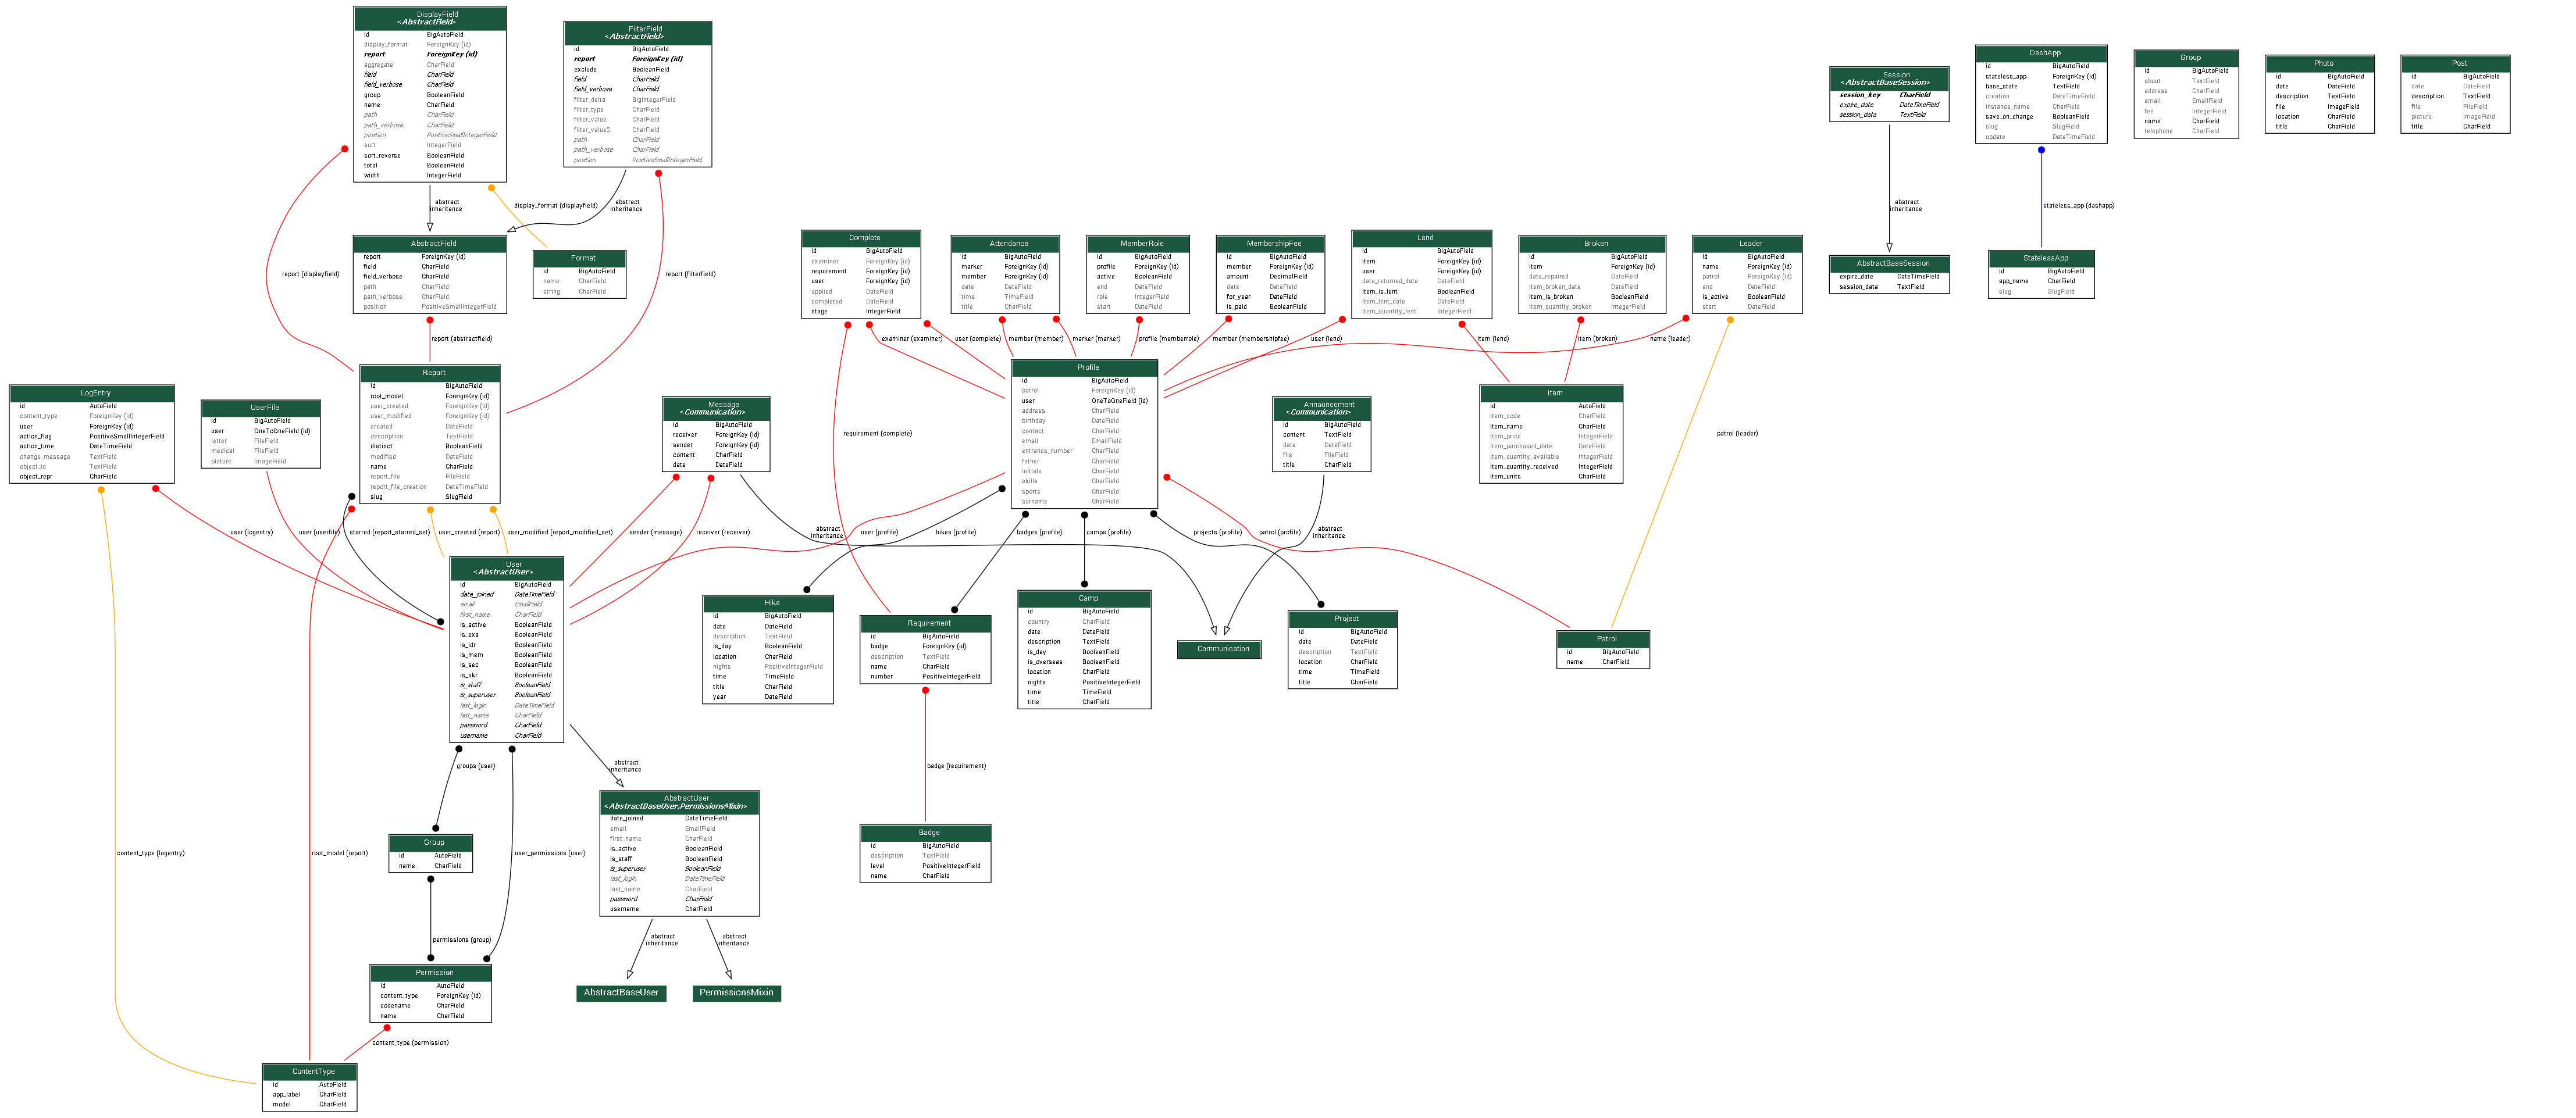 DisplayField
<AbstractField>
id BigAutoField
display_format ForeignKey (id)
report ForeignKey (id)
aggregate CharField
field CharField
field_verbose CharField
group BooleanField
name CharField
path CharField
path_verbose CharField
position PositiveSmallIntegerField
sort IntegerField
sort_reverse BooleanField
total BooleanField
width IntegerField
FilterField
<AbstractField>
id BigAutoField
report ForeignKey (id)
exclude BooleanField
field CharField
field_verbose CharField
filter_delta BigIntegerField
filter_type CharField
filter_value CharField
filter_value2 CharField
path CharField
path_verbose CharField
position PositiveSmallIntegerField
Session
<AbstractBaseSession>
session_key CharField
expire_date DateTimeField
session_data TextField
DashApp
id BigAutoField
stateless_app ForeignKey (id)
base_state TextField
creation DateTimeField
instance_name CharField
save_on_change BooleanField
slug SlugField
update DateTimeField
Group
id BigAutoField
about TextField
address CharField
email EmailField
fee IntegerField
name CharField
telephone CharField
Photo
id BigAutoField
date DateField
description TextField
file ImageField
location CharField
title CharField
Post
id BigAutoField
date DateField
description TextField
file FileField
picture ImageField
title CharField
abstract
inheritance
display_format (displayfield)
abstract
inheritance
abstract
inheritance
stateless_app (dashapp)
report (displayfield)
report (filterfield)
AbstractField
report ForeignKey (id)
field CharField
field_verbose CharField
path CharField
path_verbose CharField
position PositiveSmallIntegerField
Format
id BigAutoField
name CharField
string CharField
Complete
id BigAutoField
examiner ForeignKey (id)
requirement ForeignKey (id)
user ForeignKey (id)
applied DateField
completed DateField
stage IntegerField
Attendance
id BigAutoField
marker ForeignKey (id)
member ForeignKey (id)
date DateField
time TimeField
title CharField
MemberRole
id BigAutoField
profile ForeignKey (id)
active BooleanField
end DateField
role IntegerField
start DateField
MembershipFee
id BigAutoField
member ForeignKey (id)
amount DecimalField
date DateField
for_year DateField
is_paid BooleanField
Lend
id BigAutoField
item ForeignKey (id)
user ForeignKey (id)
date_returned_date DateField
item_is_lent BooleanField
item_lent_date DateField
item_quantity_lent IntegerField
Broken
id BigAutoField
item ForeignKey (id)
date_repaired DateField
item_broken_date DateField
item_is_broken BooleanField
item_quantity_broken IntegerField
Leader
id BigAutoField
name ForeignKey (id)
patrol ForeignKey (id)
end DateField
is_active BooleanField
start DateField
AbstractBaseSession
expire_date DateTimeField
session_data TextField
StatelessApp
id BigAutoField
app_name CharField
slug SlugField
report (abstractfield)
examiner (examiner)
user (complete)
member (member)
marker (marker)
profile (memberrole)
member (membershipfee)
user (lend)
item (lend)
item (broken)
name (leader)
LogEntry
id AutoField
content_type ForeignKey (id)
user ForeignKey (id)
action_flag PositiveSmallIntegerField
action_time DateTimeField
change_message TextField
object_id TextField
object_repr CharField
UserFile
id BigAutoField
user OneToOneField (id)
letter FileField
medical FileField
picture ImageField
Report
id BigAutoField
root_model ForeignKey (id)
user_created ForeignKey (id)
user_modified ForeignKey (id)
created DateField
description TextField
distinct BooleanField
modified DateField
name CharField
report_file FileField
report_file_creation DateTimeField
slug SlugField
Message
<Communication>
id BigAutoField
receiver ForeignKey (id)
sender ForeignKey (id)
content CharField
date DateField
requirement (complete)
Profile
id BigAutoField
patrol ForeignKey (id)
user OneToOneField (id)
address CharField
birthday DateField
contact CharField
email EmailField
entrance_number CharField
father CharField
initials CharField
skills CharField
sports CharField
surname CharField
Announcement
<Communication>
id BigAutoField
content TextField
date DateField
file FileField
title CharField
Item
id AutoField
item_code CharField
item_name CharField
item_price IntegerField
item_purchased_date DateField
item_quantity_available IntegerField
item_quantity_received IntegerField
item_units CharField
patrol (leader)
user (logentry)
user (userfile)
starred (report_starred_set)
user_created (report)
user_modified (report_modified_set)
sender (message)
receiver (receiver)
abstract
inheritance
user (profile)
hikes (profile)
badges (profile)
camps (profile)
projects (profile)
patrol (profile)
abstract
inheritance
User
<AbstractUser>
id BigAutoField
date_joined DateTimeField
email EmailField
first_name CharField
is_active BooleanField
is_exa BooleanField
is_ldr BooleanField
is_mem BooleanField
is_sec BooleanField
is_skr BooleanField
is_staff BooleanField
is_superuser BooleanField
last_login DateTimeField
last_name CharField
password CharField
username CharField
Hike
id BigAutoField
date DateField
description TextField
is_day BooleanField
location CharField
nights PositiveIntegerField
time TimeField
title CharField
year DateField
Requirement
id BigAutoField
badge ForeignKey (id)
description TextField
name CharField
number PositiveIntegerField
Camp
id BigAutoField
country CharField
date DateField
description TextField
is_day BooleanField
is_overseas BooleanField
location CharField
nights PositiveIntegerField
time TimeField
title CharField
Communication
Project
id BigAutoField
date DateField
description TextField
location CharField
time TimeField
title CharField
Patrol
id BigAutoField
name CharField
groups (user)
abstract
inheritance
badge (requirement)
AbstractUser
<AbstractBaseUser,PermissionsMixin>
date_joined DateTimeField
email EmailField
first_name CharField
is_active BooleanField
is_staff BooleanField
is_superuser BooleanField
last_login DateTimeField
last_name CharField
password CharField
username CharField
Badge
id BigAutoField
description TextField
level PositiveIntegerField
name CharField
content_type (logentry)
root_model (report)
Group
id AutoField
name CharField
user_permissions (user)
permissions (group)
abstract
inheritance
abstract
inheritance
Permission
id AutoField
content_type ForeignKey (id)
codename CharField
name CharField
AbstractBaseUser
PermissionsMixin
content_type (permission)
ContentType
id AutoField
app_label CharField
model CharField